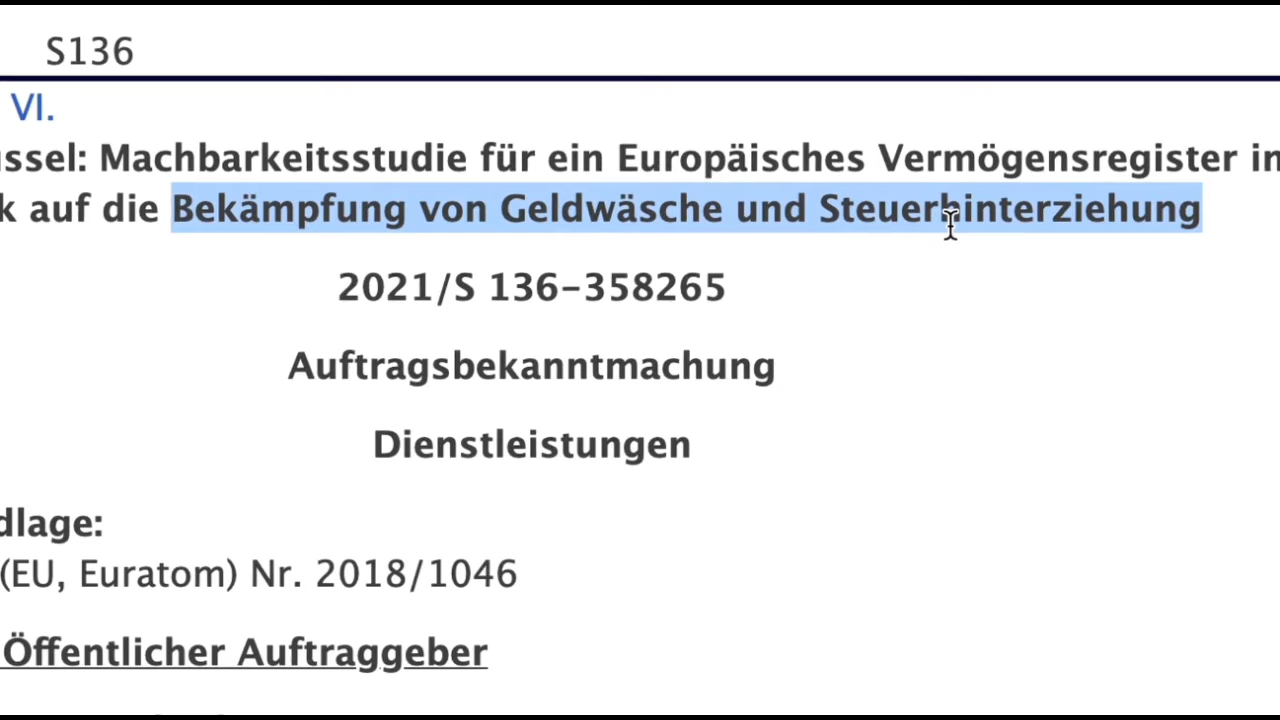 S136
VI.
ssel: Machbarkeitsstudie für ein Europäisches Vermögensregister in
k auf die Bekämpfung von Geldwäsche und Steuerhinterziehung
2021/S 136-358265
Auftragsbekanntmachung
Dienstleistungen
dlage:
(EU, Euratom) Nr. 2018/1046
Öffentlicher Auftraggeber